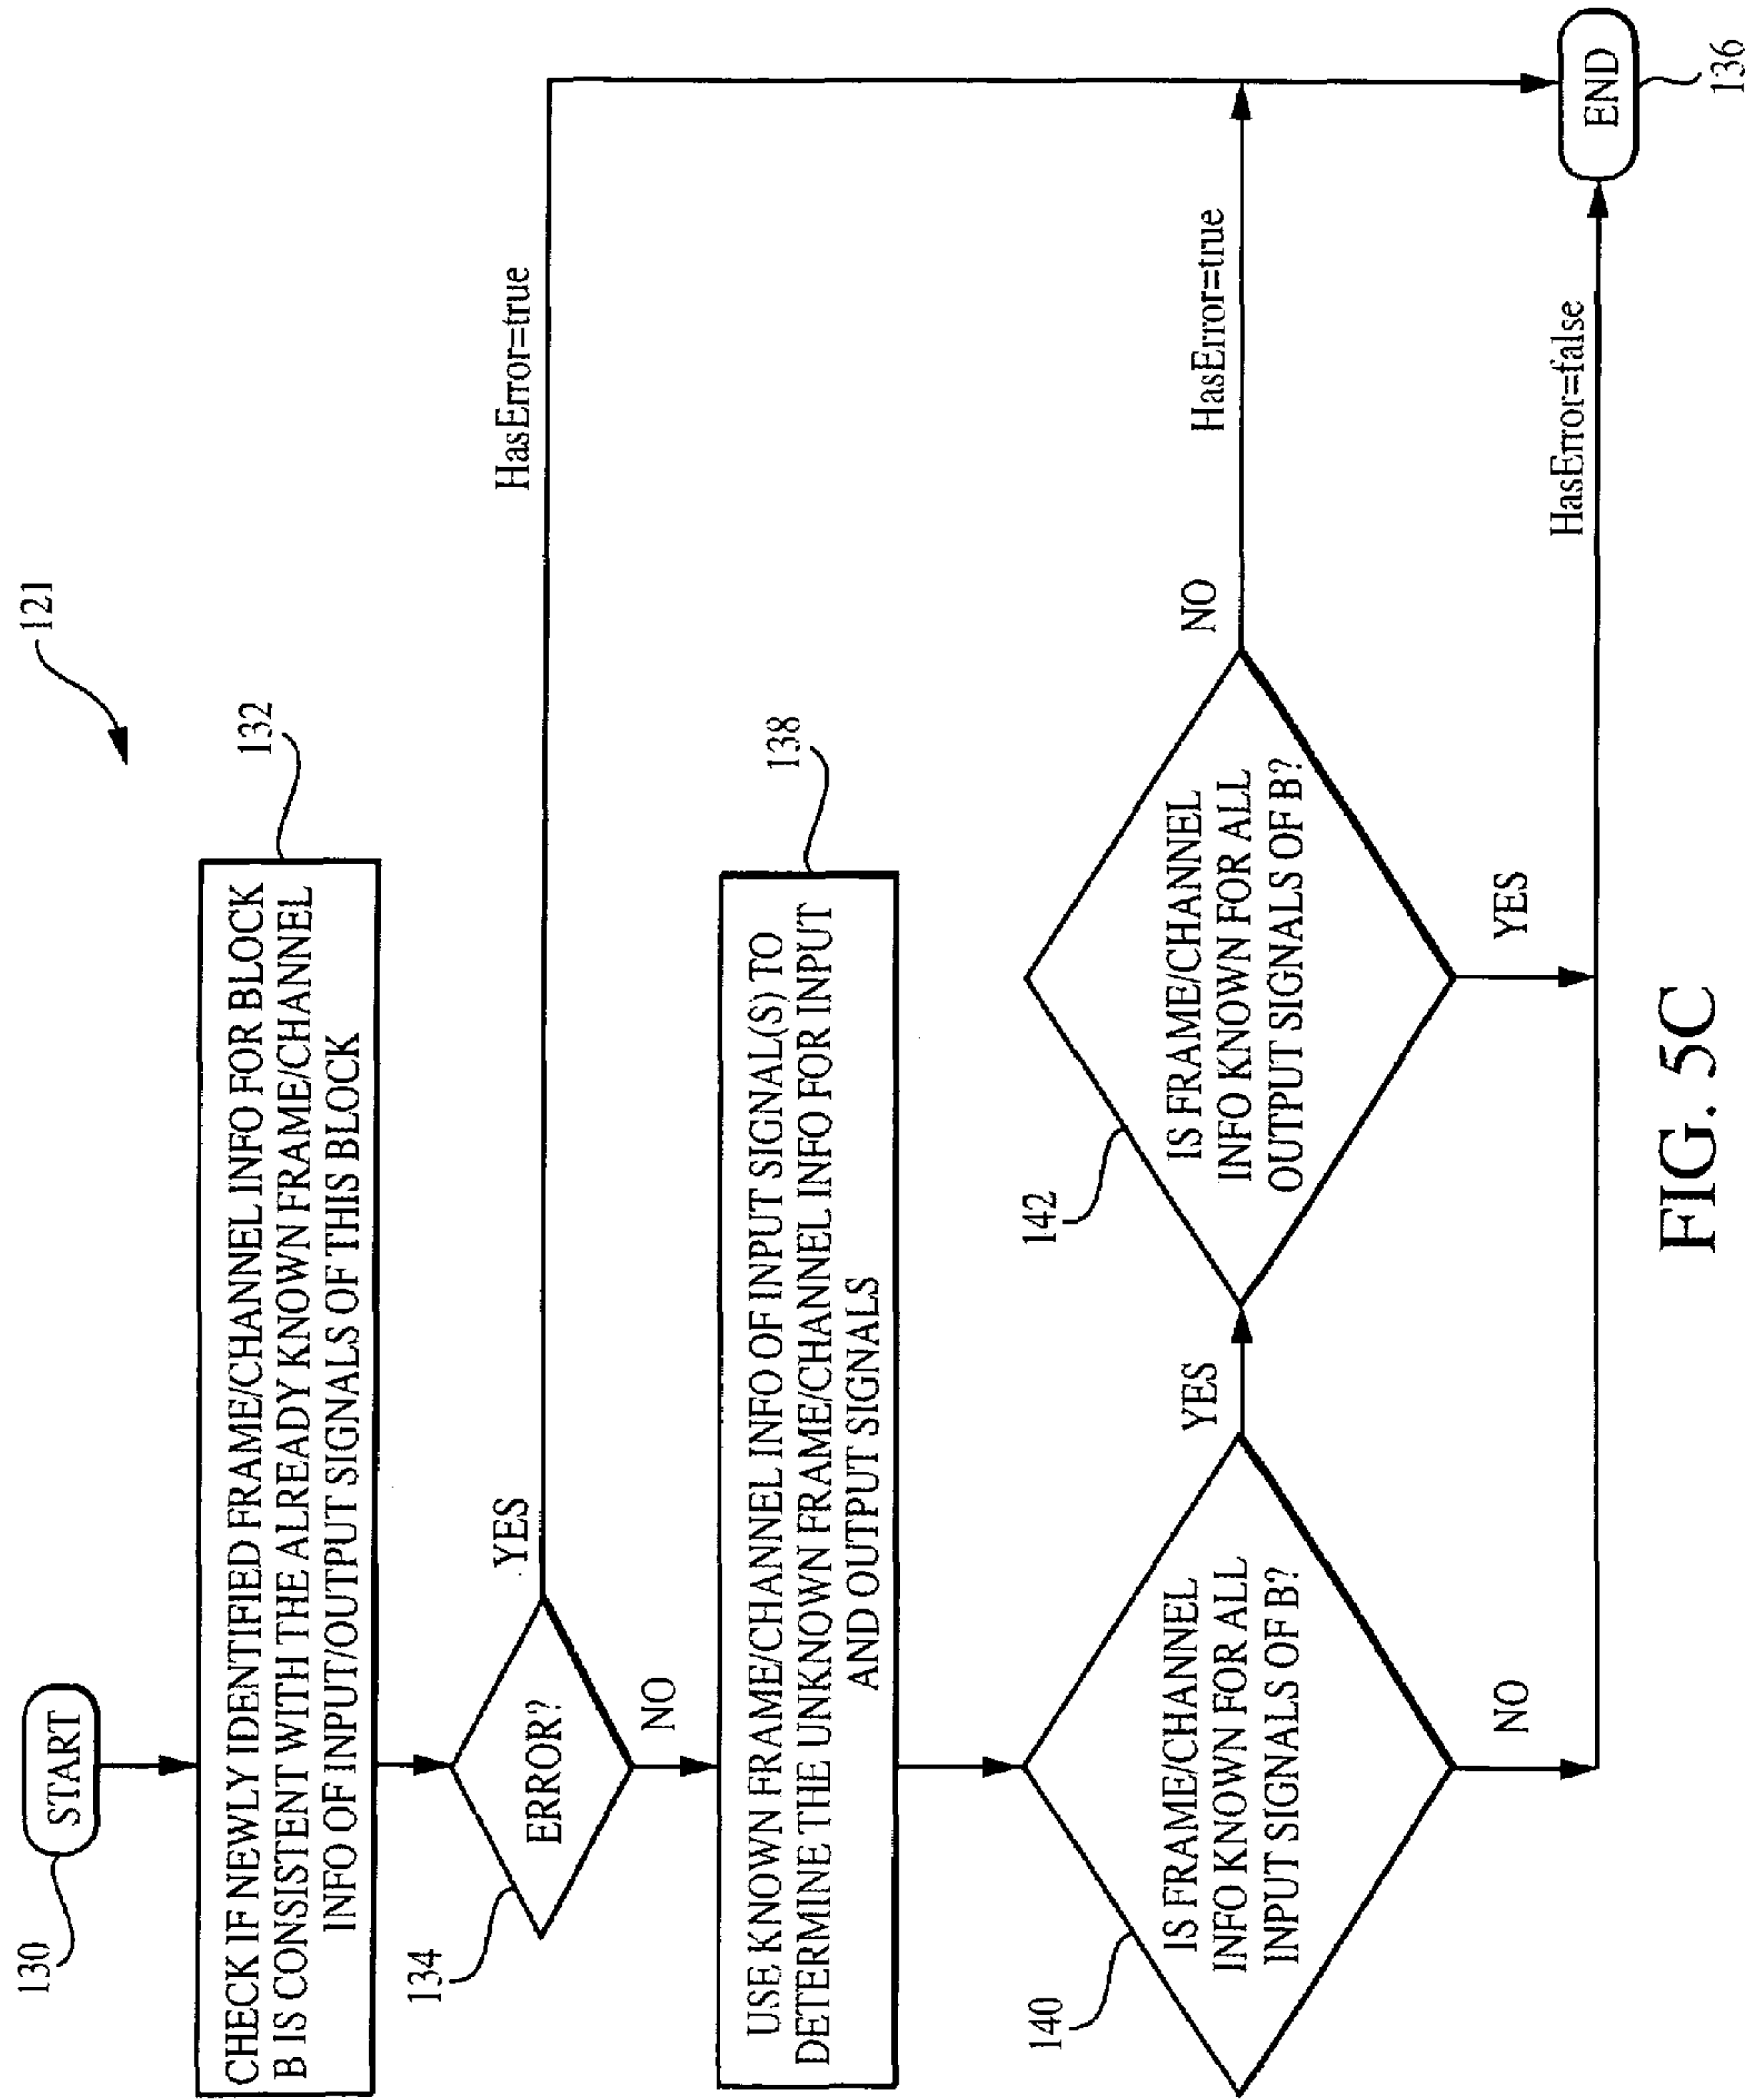 121
130
START
132
CHECK IF NEWLY IDENTIFIED FRAME/CHANNEL INFO FOR BLOCK
B IS CONSISTENT WITH THE ALREADY KNOWN FRAME/CHANNEL
INFO OF INPUT/OUTPUT SIGNALS OF THIS BLOCK
134
ERROR?
YES
HasError=true
NO
138
USE KNOWN FRAME/CHANNEL INFO OF INPUT SIGNAL(S) TO
DETERMINE THE UNKNOWN FRAME/CHANNEL INFO FOR INPUT
AND OUTPUT SIGNALS
140
IS FRAME/CHANNEL
INFO KNOWN FOR ALL
INPUT SIGNALS OF B?
YES
142
IS FRAME/CHANNEL
INFO KNOWN FOR ALL
OUTPUT SIGNALS OF B?
NO
HasError=true
NO
YES
HasError=false
END
136
FIG. 5C